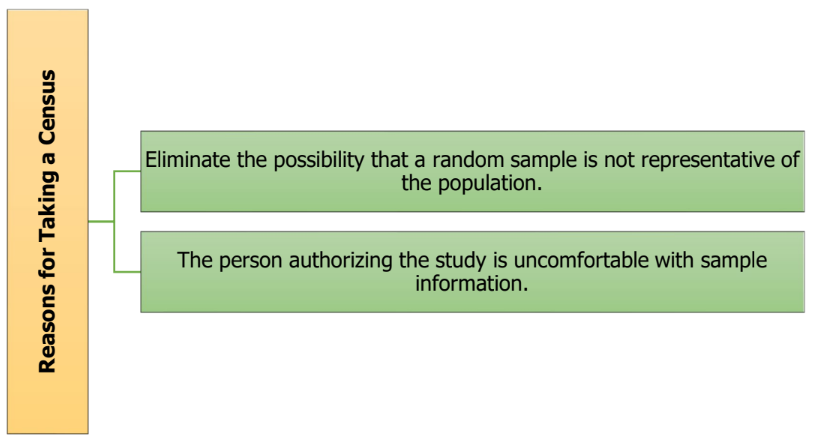 Reasons for Taking a Census
Eliminate the possibility that a random sample is not representative of
the population.
The person authorizing the study is uncomfortable with sample
information.